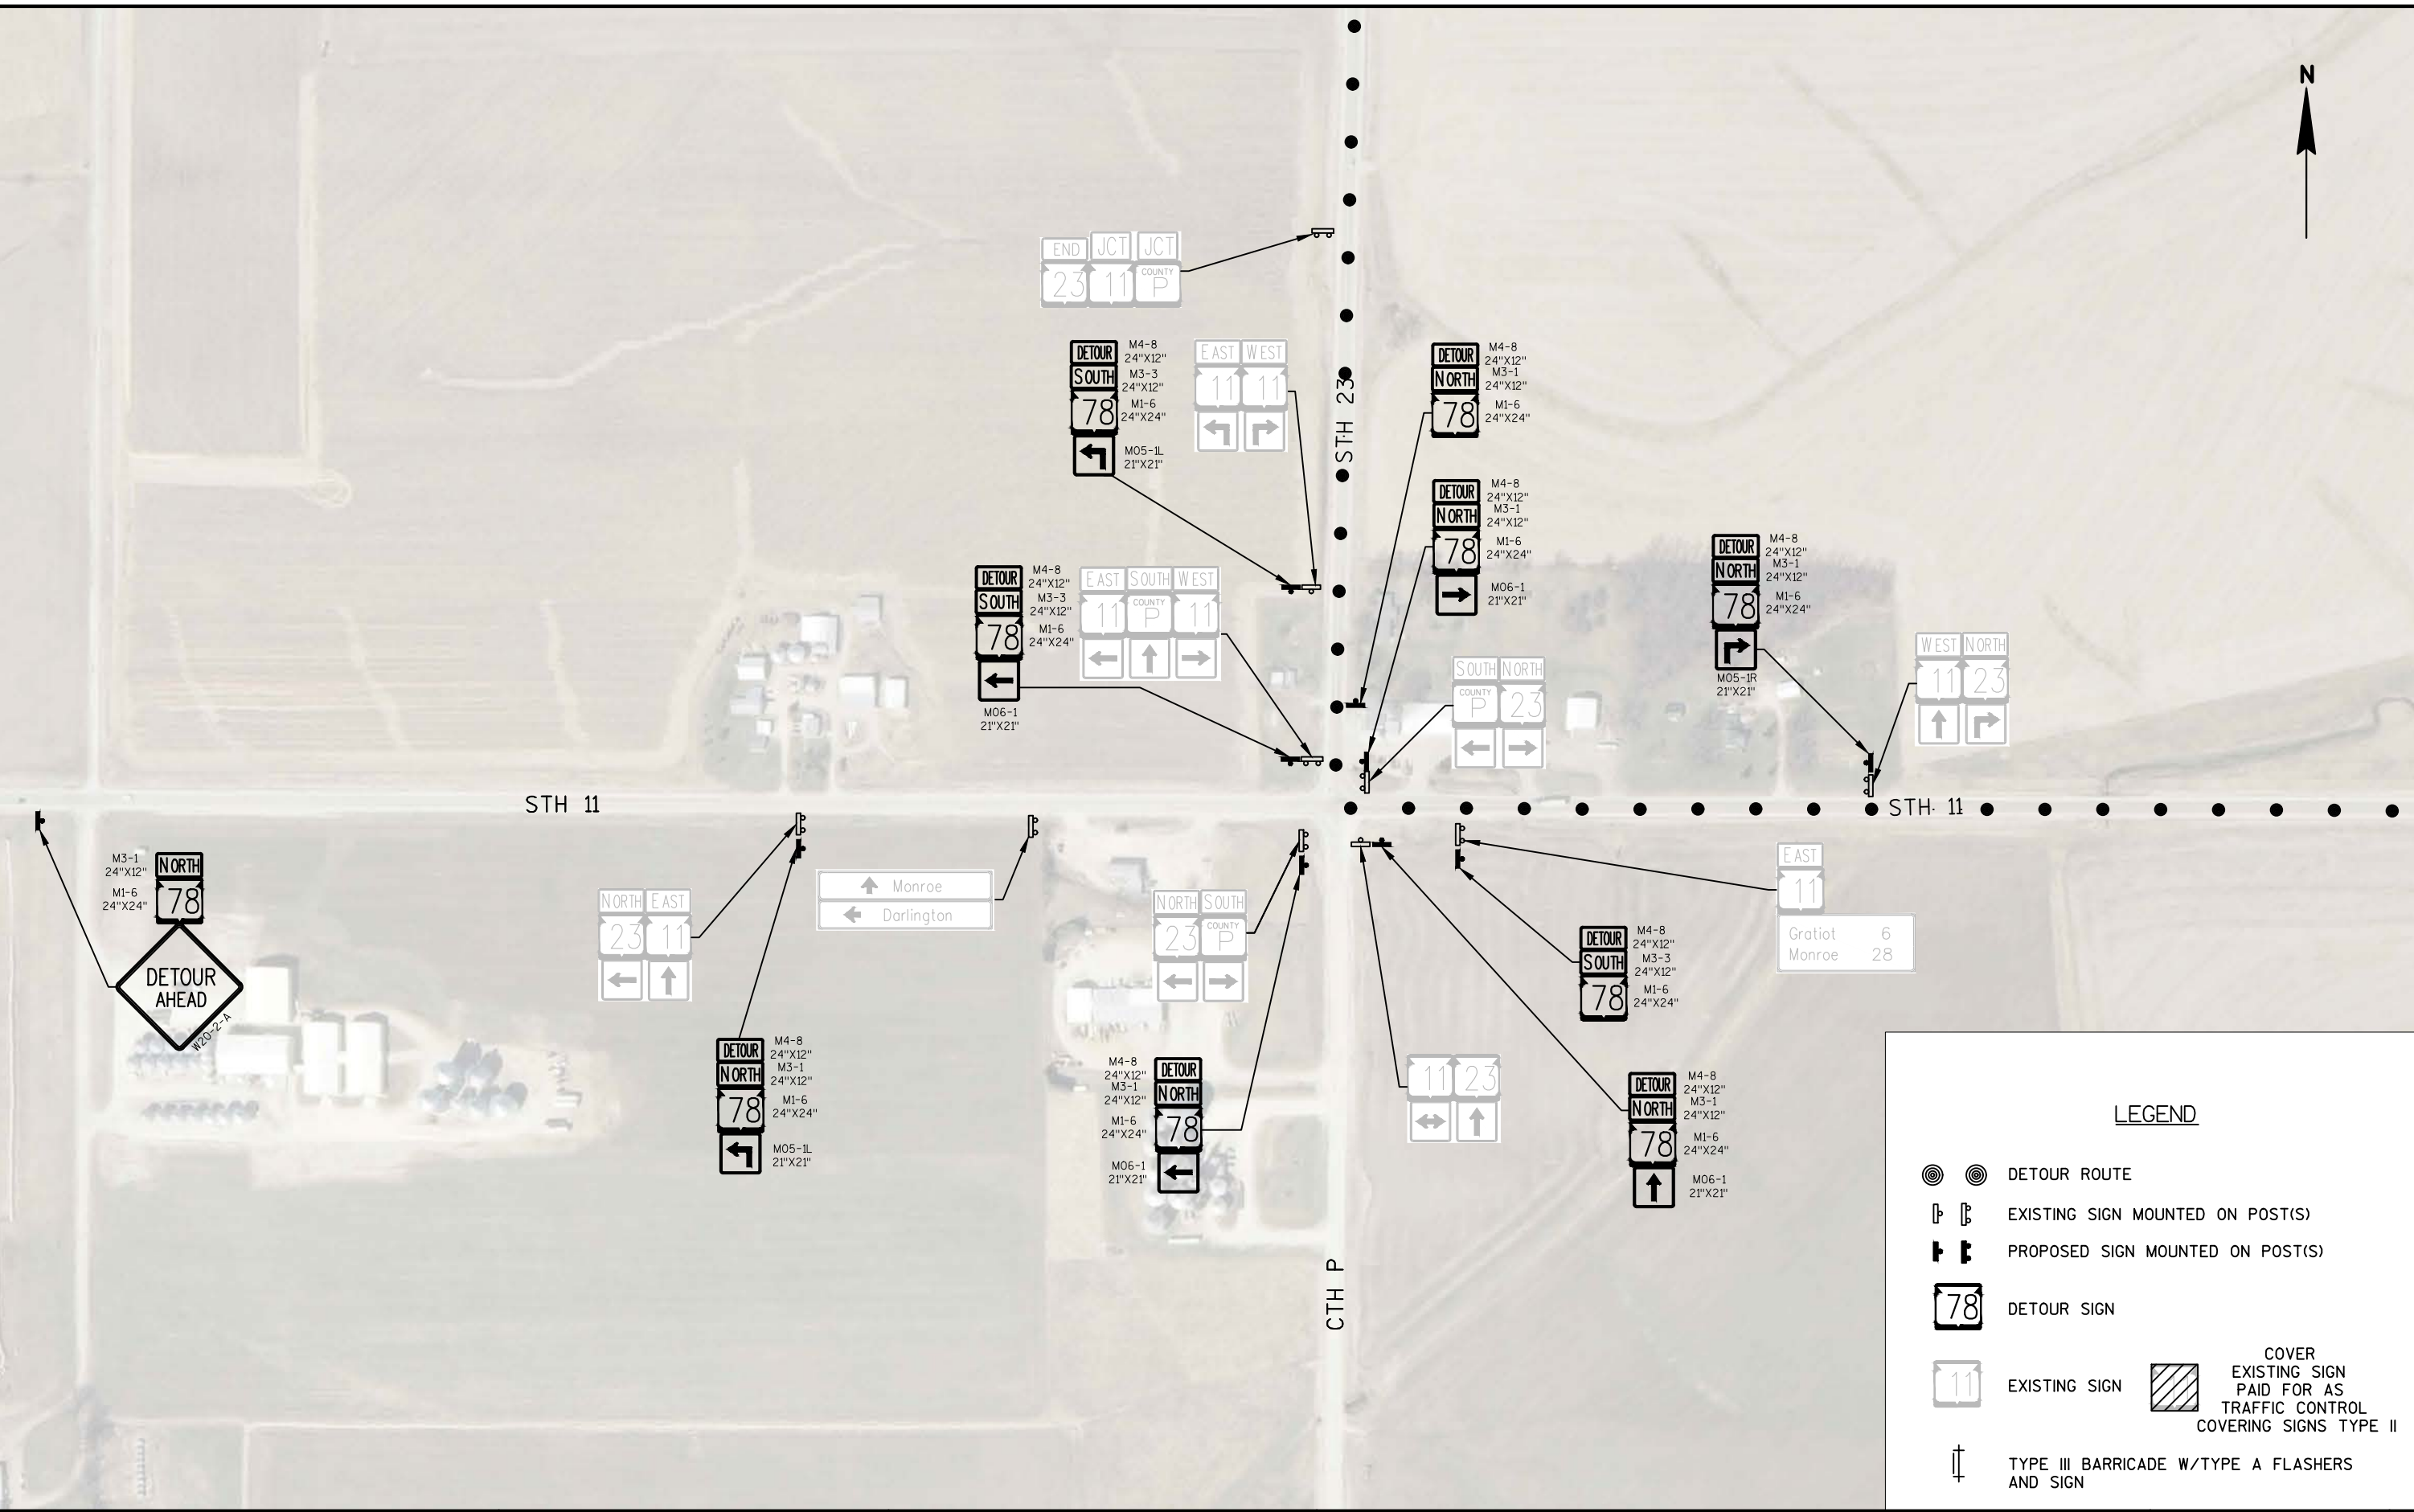 N
END JCT JCT
23 11 COUNTY P
DETOUR M4-8
24"X12"
SOUTH M3-3
24"X12"
78 M1-6
24"X24"
M05-1L
21"X21"
EAST WEST
11 11
STH 23
DETOUR M4-8
24"X12"
NORTH M3-1
24"X12"
78 M1-6
24"X24"
DETOUR M4-8
24"X12"
NORTH M3-1
24"X12"
78 M1-6
24"X24"
M06-1
21"X21"
DETOUR M4-8
24"X12"
NORTH M3-1
24"X12"
78 M1-6
24"X24"
M05-1R
21"X21"
DETOUR M4-8
24"X12"
SOUTH M3-3
24"X12"
78 M1-6
24"X24"
M06-1
21"X21"
EAST SOUTH WEST
11 COUNTY P 11
SOUTH NORTH
COUNTY P 23
WEST NORTH
11 23
STH 11
STH 11
M3-1
24"X12" NORTH
M1-6
24"X24" 78
DETOUR
AHEAD
W20-2-A
NORTH EAST
23 11
Monroe
Darlington
NORTH SOUTH
23 COUNTY P
EAST
11
Gratiot 6
Monroe 28
DETOUR M4-8
24"X12"
SOUTH M3-3
24"X12"
78 M1-6
24"X24"
DETOUR M4-8
24"X12"
NORTH M3-1
24"X12"
78 M1-6
24"X24"
M05-1L
21"X21"
M4-8
24"X12" DETOUR
M3-1
24"X12" NORTH
M1-6
24"X24" 78
M06-1
21"X21"
11 23
DETOUR M4-8
24"X12"
NORTH M3-1
24"X12"
78 M1-6
24"X24"
M06-1
21"X21"
CTH P
LEGEND
DETOUR ROUTE
EXISTING SIGN MOUNTED ON POST(S)
PROPOSED SIGN MOUNTED ON POST(S)
78 DETOUR SIGN
11 EXISTING SIGN
COVER
EXISTING SIGN
PAID FOR AS
TRAFFIC CONTROL
COVERING SIGNS TYPE II
TYPE III BARRICADE W/TYPE A FLASHERS
AND SIGN